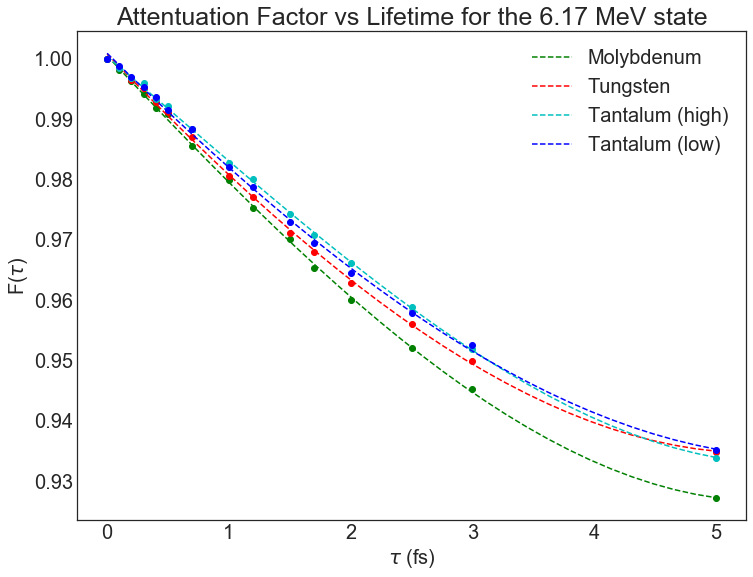 Attentuation Factor vs Lifetime for the 6.17 MeV state
Molybdenum
Tungsten
Tantalum (high)
Tantalum (low)
F(τ)
1.00
0.99
0.98
0.97
0.96
0.95
0.94
0.93
0 1 2 3 4 5
τ (fs)